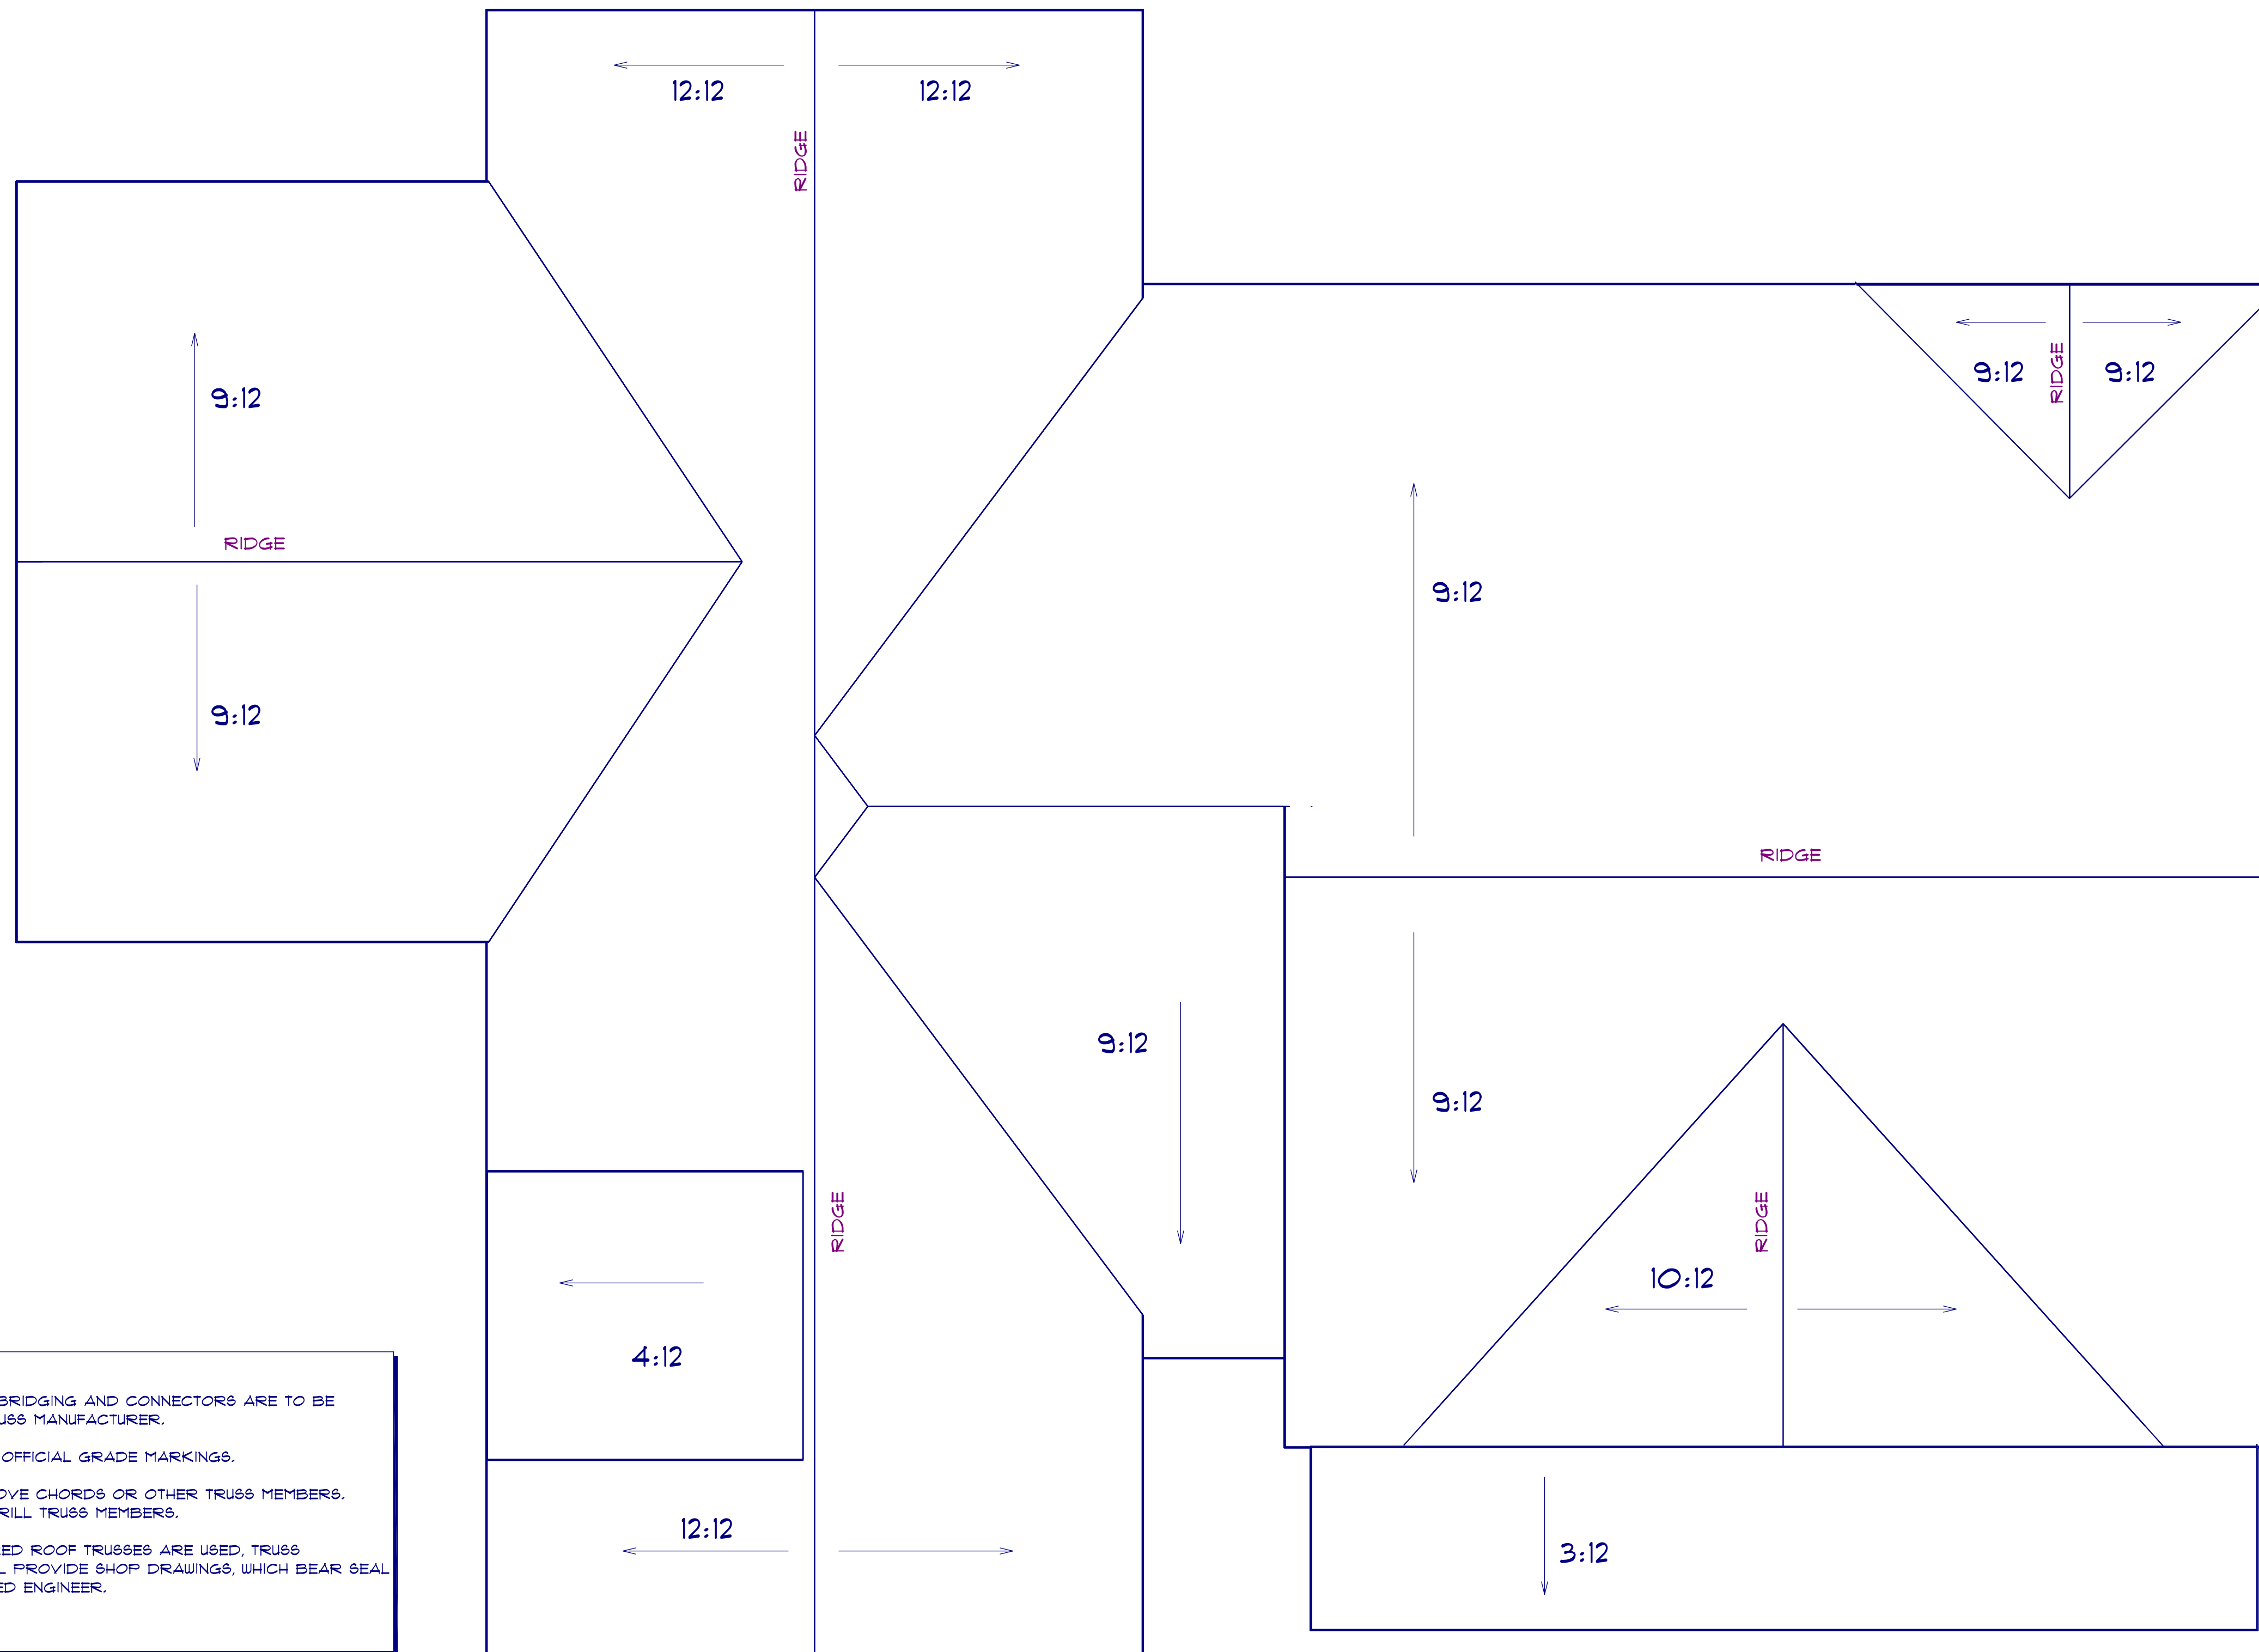 12:12
12:12
RIDGE
9:12
9:12
RIDGE
9:12
RIDGE
9:12
9:12
RIDGE
9:12
9:12
9:12
RIDGE
RIDGE
10:12
4:12
12:12
3:12
BRIDGING AND CONNECTORS ARE TO BE
USS MANUFACTURER.
OFFICIAL GRADE MARKINGS.
OVE CHORDS OR OTHER TRUSS MEMBERS.
RILL TRUSS MEMBERS.
ED ROOF TRUSSES ARE USED, TRUSS
L PROVIDE SHOP DRAWINGS, WHICH BEAR SEAL
ED ENGINEER.